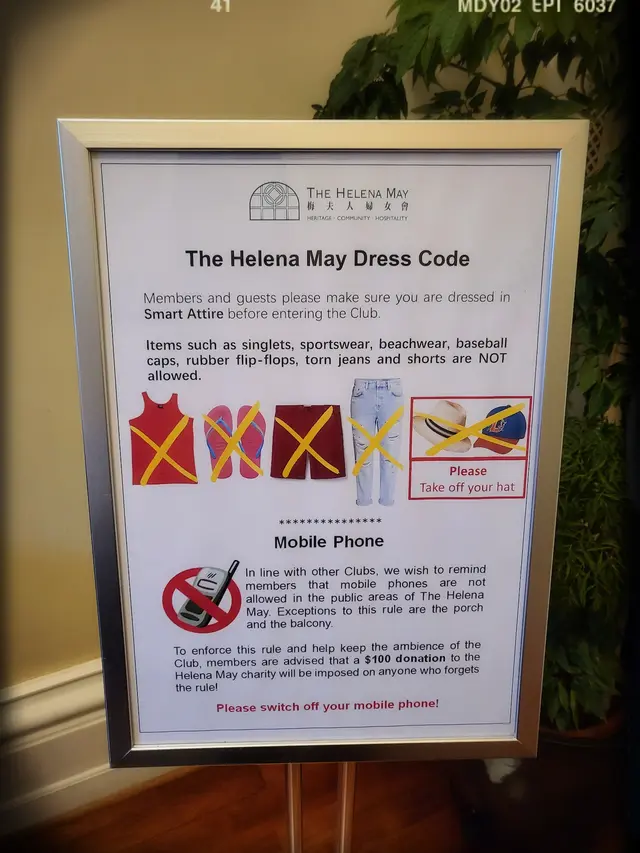 41
MDY02 EPT 6037
THE HELENA MAY
梅夫人婦女會
HERITAGE · COMMUNITY · HOSPITALITY
The Helena May Dress Code
Members and guests please make sure you are dressed in
Smart Attire before entering the Club.
Items such as singlets, sportswear, beachwear, baseball
caps, rubber flip-flops, torn jeans and shorts are NOT
allowed.
Please
Take off your hat
***************
Mobile Phone
In line with other Clubs, we wish to remind
members that mobile phones are not
allowed in the public areas of The Helena
May. Exceptions to this rule are the porch
and the balcony.
To enforce this rule and help keep the ambience of the
Club, members are advised that a $100 donation to the
Helena May charity will be imposed on anyone who forgets
the rule!
Please switch off your mobile phone!